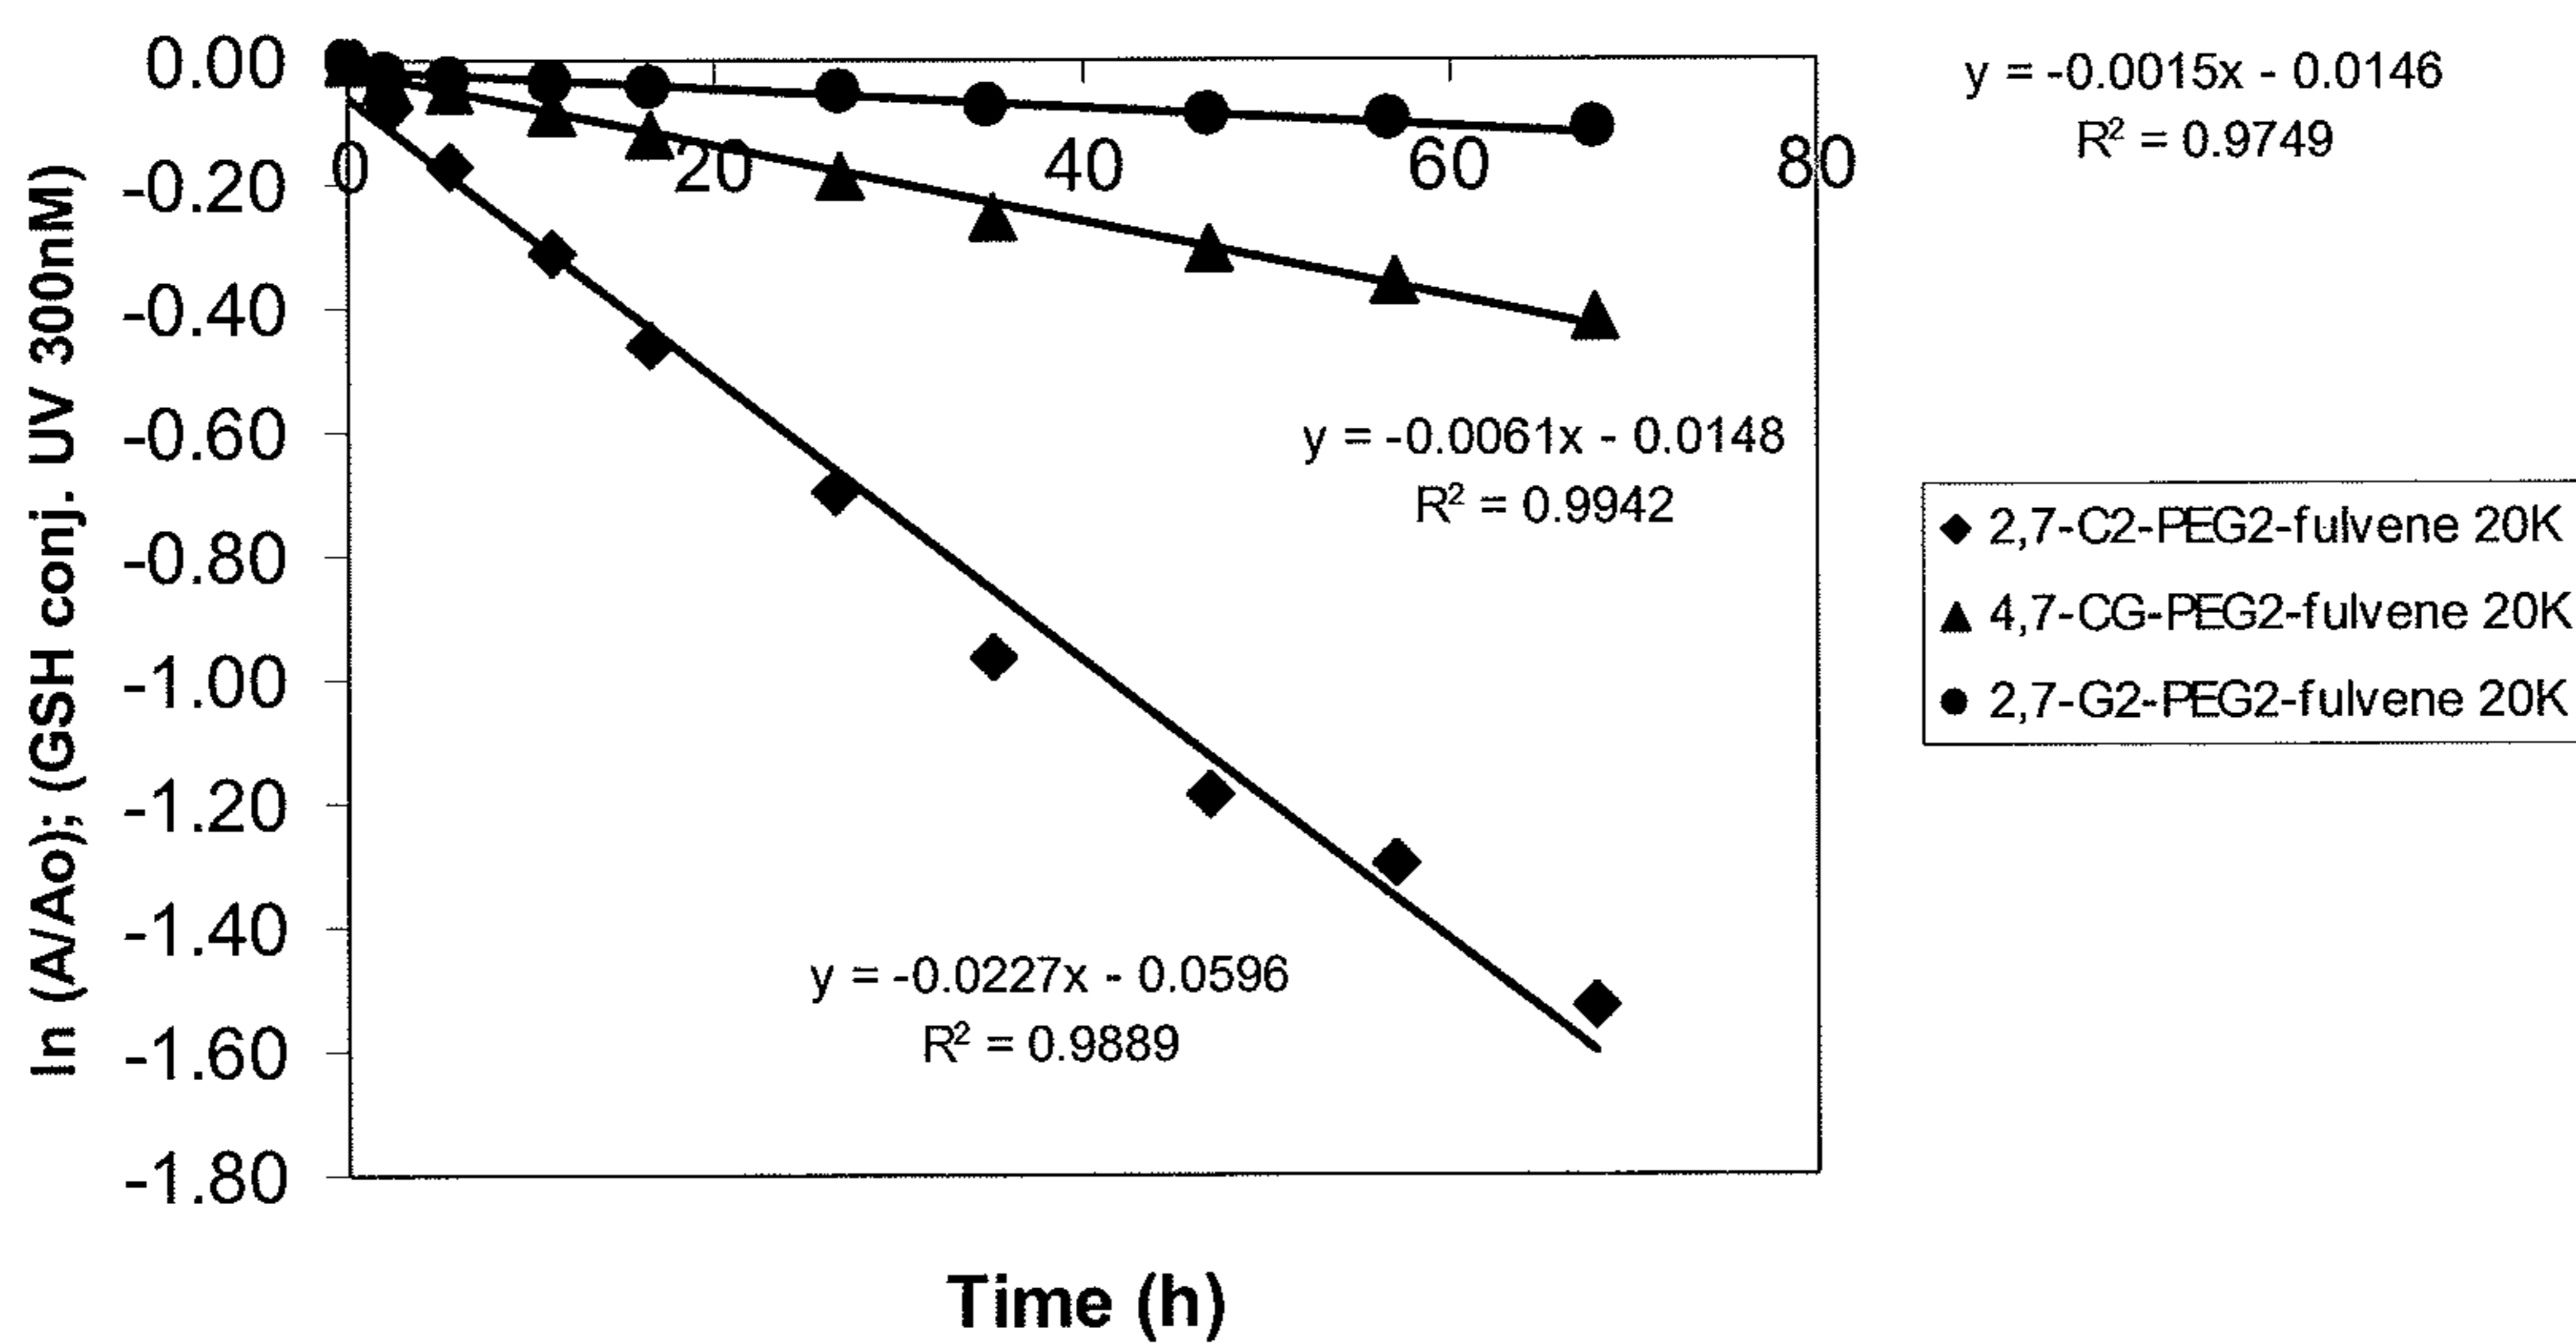 0.00
-0.20
-0.40
-0.60
-0.80
-1.00
-1.20
-1.40
-1.60
-1.80
ln (A/Ao); (GSH conj. UV 300nM)
0 20 40 60 80
y = -0.0015x - 0.0146
R² = 0.9749
y = -0.0061x - 0.0148
R² = 0.9942
y = -0.0227x - 0.0596
R² = 0.9889
2,7-C2-PEG2-fulvene 20K
4,7-CG-PEG2-fulvene 20K
2,7-G2-PEG2-fulvene 20K
Time (h)